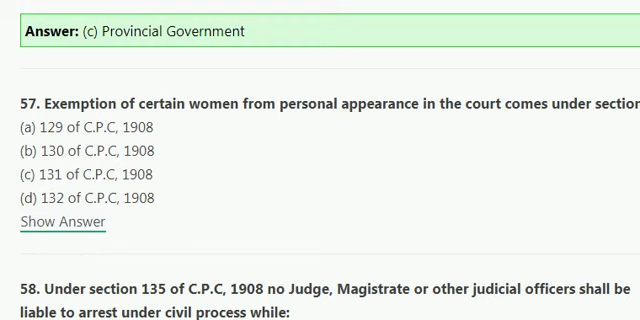 Answer: (c) Provincial Government
57. Exemption of certain women from personal appearance in the court comes under section
(a) 129 of C.P.C, 1908
(b) 130 of C.P.C, 1908
(c) 131 of C.P.C, 1908
(d) 132 of C.P.C, 1908
Show Answer
58. Under section 135 of C.P.C, 1908 no Judge, Magistrate or other judicial officers shall be
liable to arrest under civil process while: